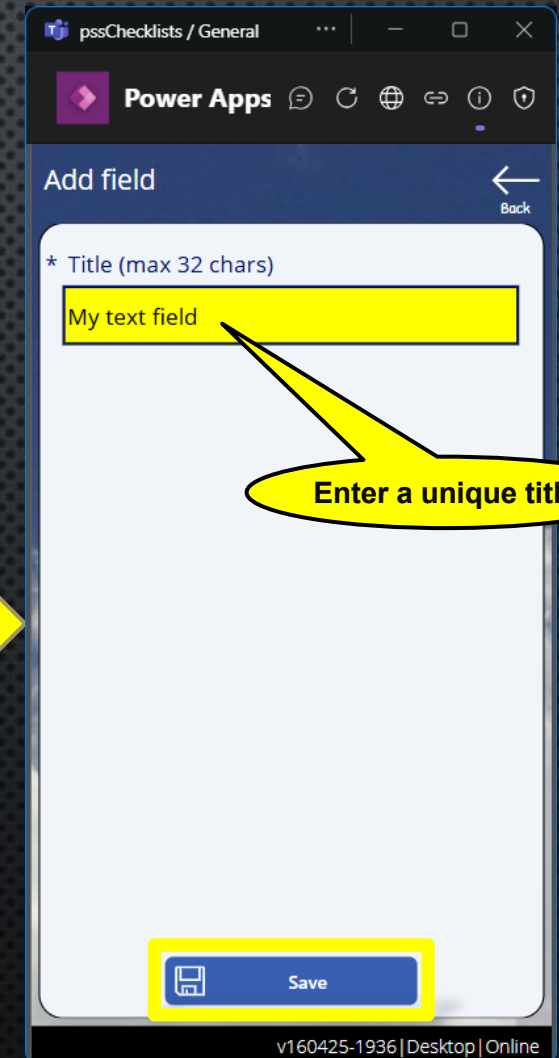 pssChecklists / General
Power Apps
Add field
Back
* Title (max 32 chars)
My text field
Enter a unique
Save
v160425-1936|Desktop|Online